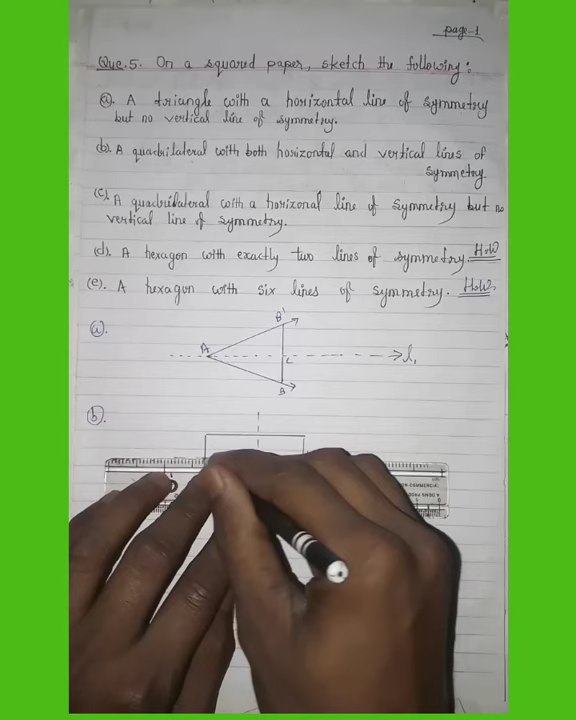 page-1
Que.5. On a squared paper, sketch the following:
(a). A triangle with a horizontal line of symmetry
but no vertical line of symmetry.
(b). A quadrilateral with both horizontal and vertical lines of
symmetry.
(c). A quadrilateral with a horizonal line of symmetry but no
vertical line of symmetry.
(d). A hexagon with exactly two lines of symmetry. H.W
(e). A hexagon with six lines of symmetry. H.W.
(a).
B'
A
C
l₁
B
(b).